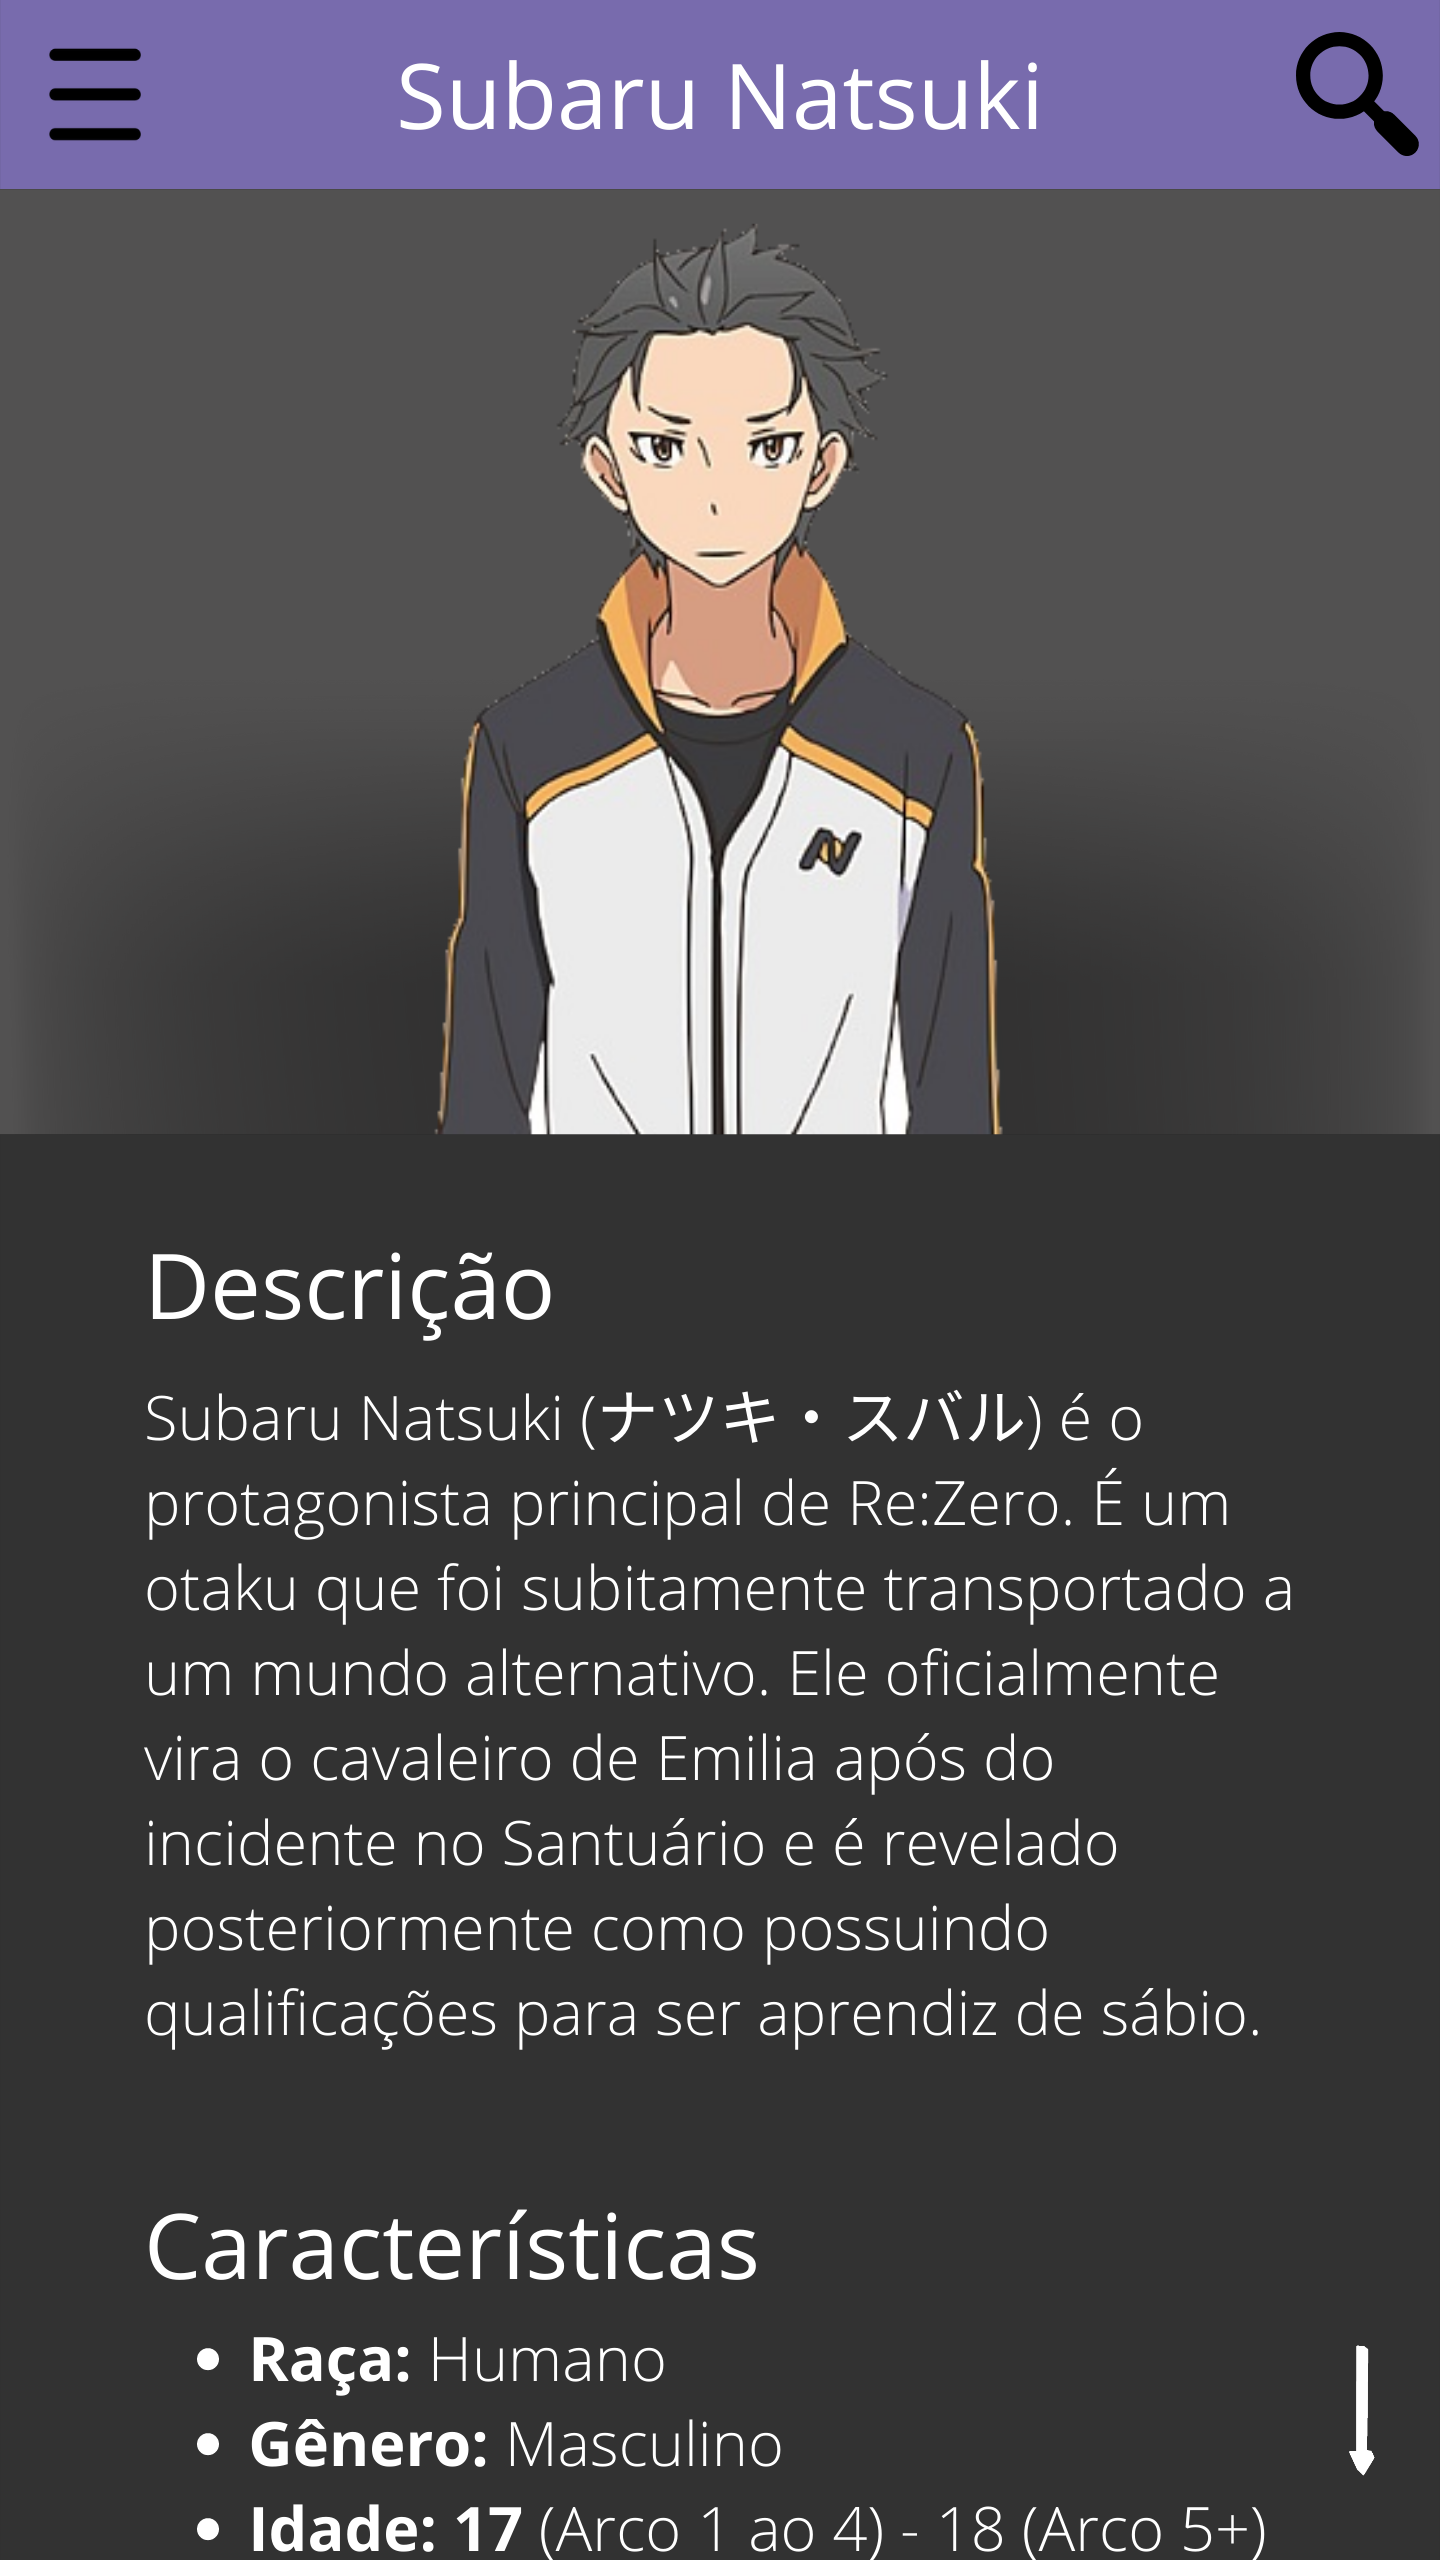 Subaru Natsuki
Descrição
Subaru Natsuki (ナツキ・スバル) é o
protagonista principal de Re:Zero. É um
otaku que foi subitamente transportado a
um mundo alternativo. Ele oficialmente
vira o cavaleiro de Emilia após do
incidente no Santuário e é revelado
posteriormente como possuindo
qualificações para ser aprendiz de sábio.
Características
• Raça: Humano
• Gênero: Masculino
• Idade: 17 (Arco 1 ao 4) - 18 (Arco 5+)